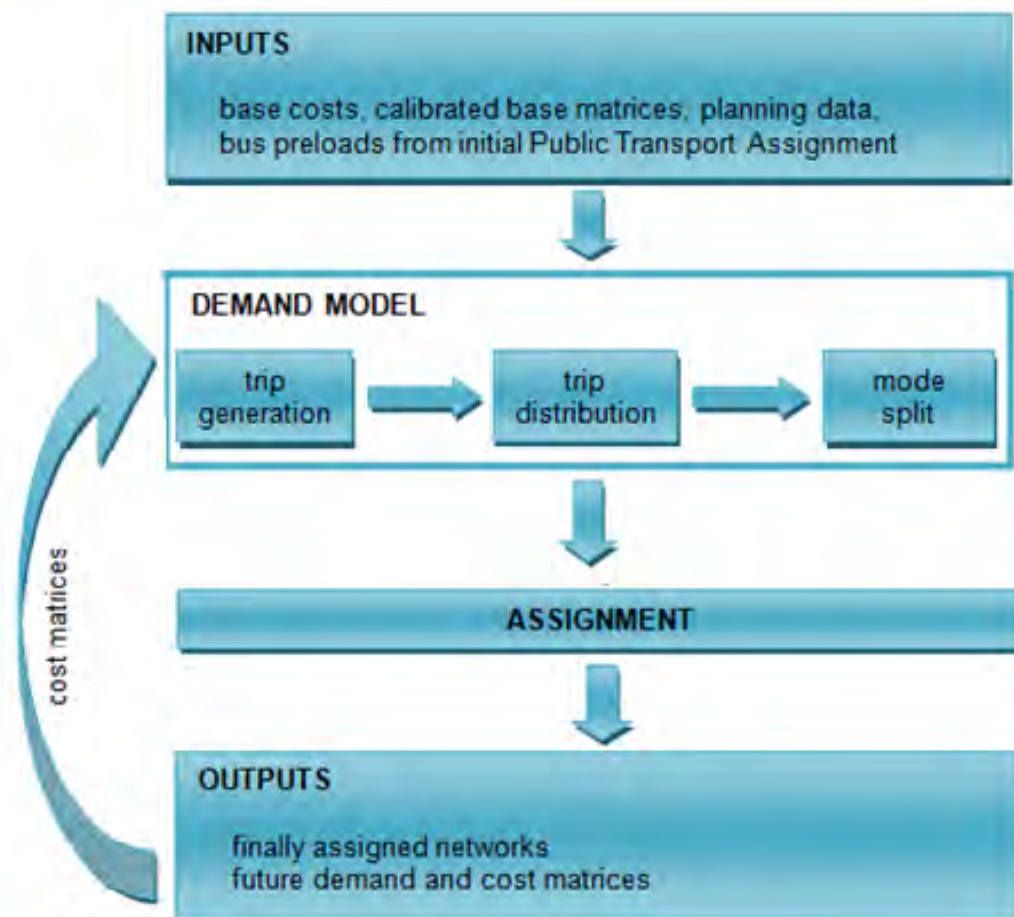 INPUTS
base costs, calibrated base matrices, planning data,
bus preloads from initial Public Transport Assignment
DEMAND MODEL
trip
generation
trip
distribution
mode
split
cost matrices
ASSIGNMENT
OUTPUTS
finally assigned networks
future demand and cost matrices